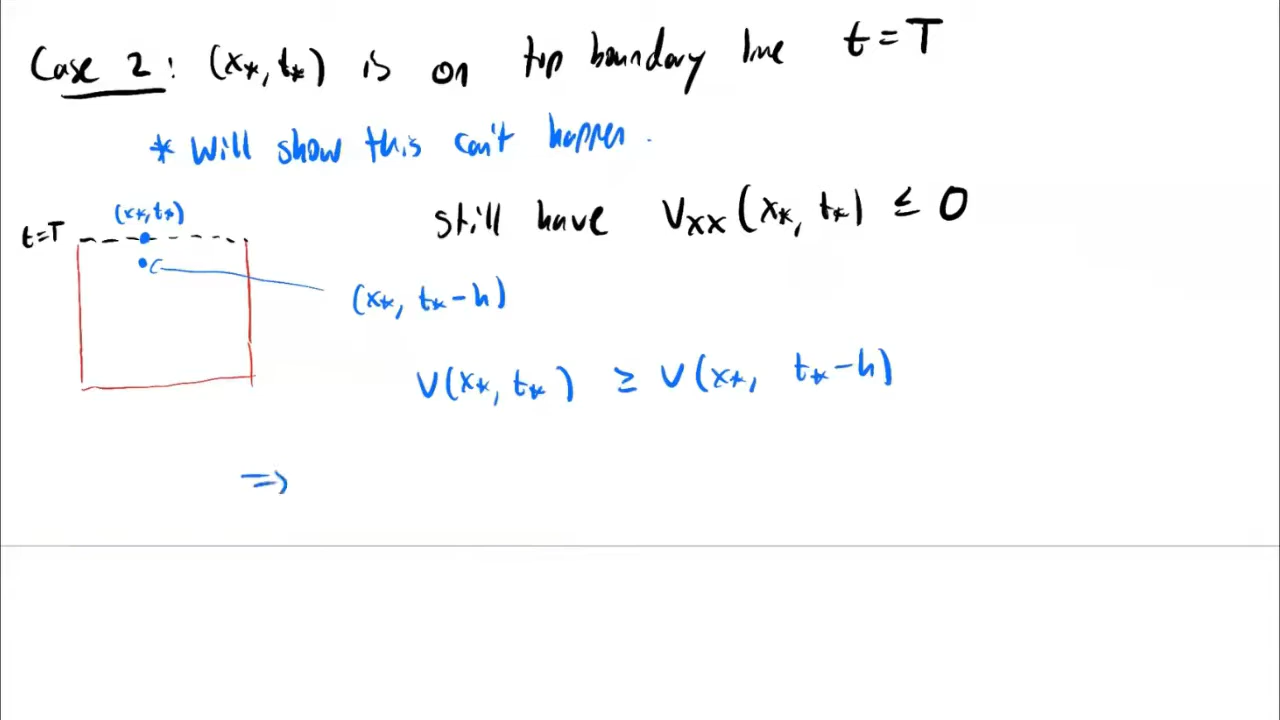 Case 2: (x*, t*) is on top boundary line t = T
* Will show this can't happen.
(x*, t*)
t=T
still have Vxx(x*, t*) ≤ 0
(x*, t* - h)
V(x*, t*) ≥ V(x*, t* - h)
⇒